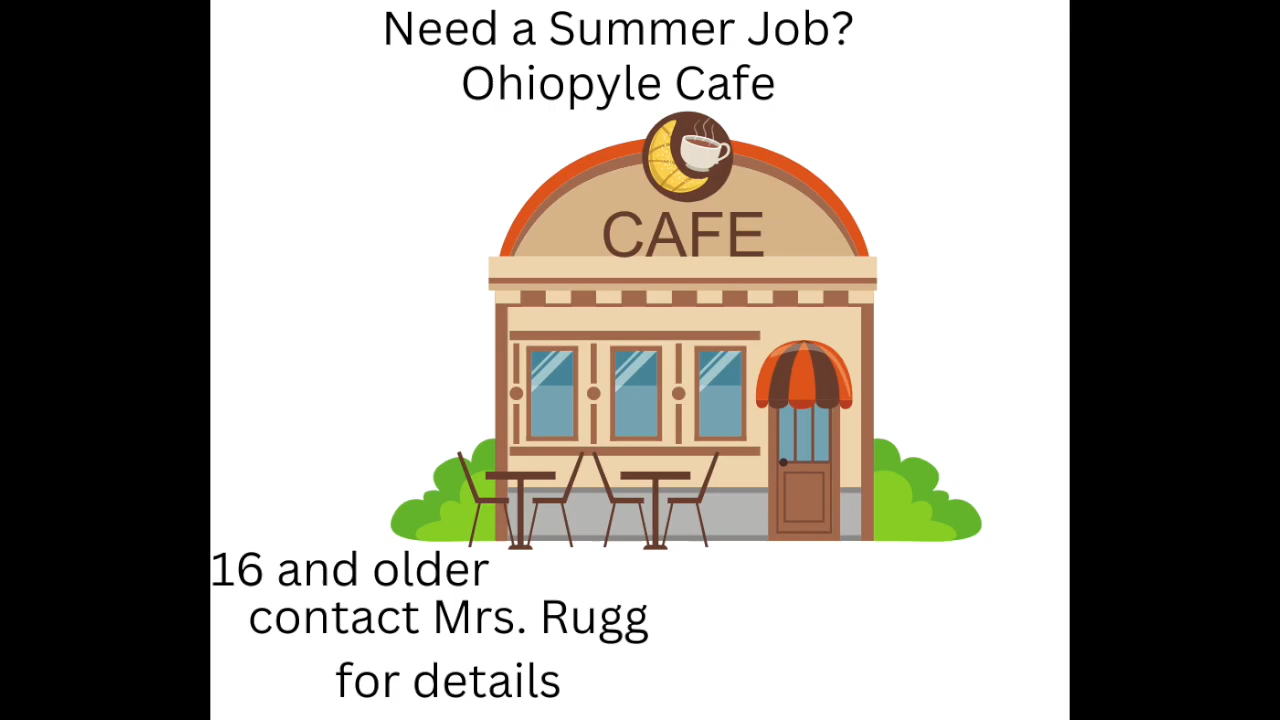 Need a Summer Job?
Ohiopyle Cafe
CAFE
16 and older
contact Mrs. Rugg
for details